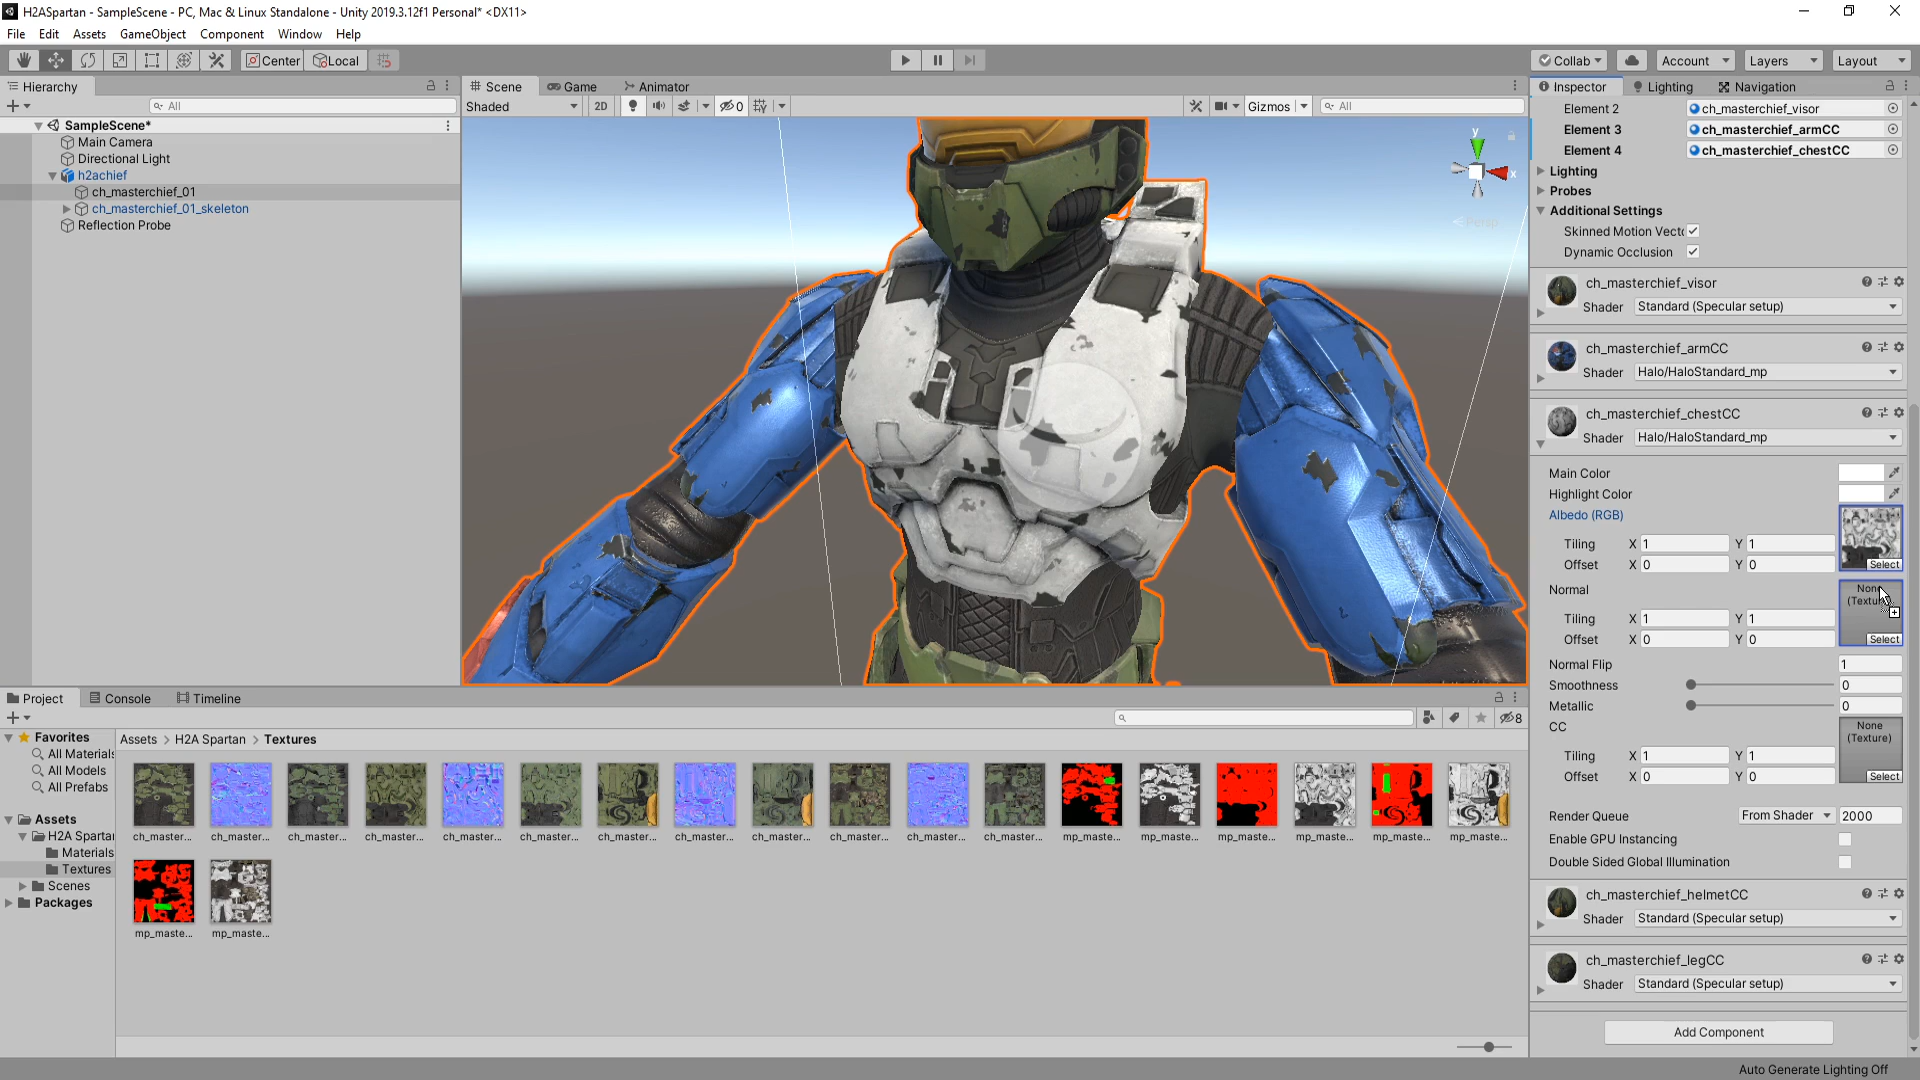 H2ASpartan - SampleScene - PC, Mac & Linux Standalone - Unity 2019.3.12f1 Personal* <DX11>
File Edit Assets GameObject Component Window Help
Center Local
Collab Account Layers Layout
Hierarchy
All
SampleScene*
Main Camera
Directional Light
h2achief
ch_masterchief_01
ch_masterchief_01_skeleton
Reflection Probe
Scene Game Animator
Shaded 2D 0 Gizmos All
y
x
Persp
Inspector Lighting Navigation
Element 2 ch_masterchief_visor
Element 3 ch_masterchief_armCC
Element 4 ch_masterchief_chestCC
Lighting
Probes
Additional Settings
Skinned Motion Vect
Dynamic Occlusion
ch_masterchief_visor
Shader Standard (Specular setup)
ch_masterchief_armCC
Shader Halo/HaloStandard_mp
ch_masterchief_chestCC
Shader Halo/HaloStandard_mp
Main Color
Highlight Color
Albedo (RGB)
Tiling X 1 Y 1
Offset X 0 Y 0
Select
Normal
None
(Textu
Tiling X 1 Y 1
Offset X 0 Y 0
Select
Normal Flip 1
Smoothness 0
Metallic 0
CC
None
(Texture)
Tiling X 1 Y 1
Offset X 0 Y 0
Select
Render Queue From Shader 2000
Enable GPU Instancing
Double Sided Global Illumination
ch_masterchief_helmetCC
Shader Standard (Specular setup)
ch_masterchief_legCC
Shader Standard (Specular setup)
Add Component
Project Console Timeline
8
Favorites
All Materials
All Models
All Prefabs
Assets
H2A Sparta
Materials
Textures
Scenes
Packages
Assets > H2A Spartan > Textures
ch_master... ch_master... ch_master... ch_master... ch_master... ch_master... ch_master... ch_master... ch_master... ch_master... ch_master... ch_master... mp_maste... mp_maste... mp_maste... mp_maste... mp_maste... mp_maste...
mp_maste... mp_maste...
Auto Generate Lighting Off